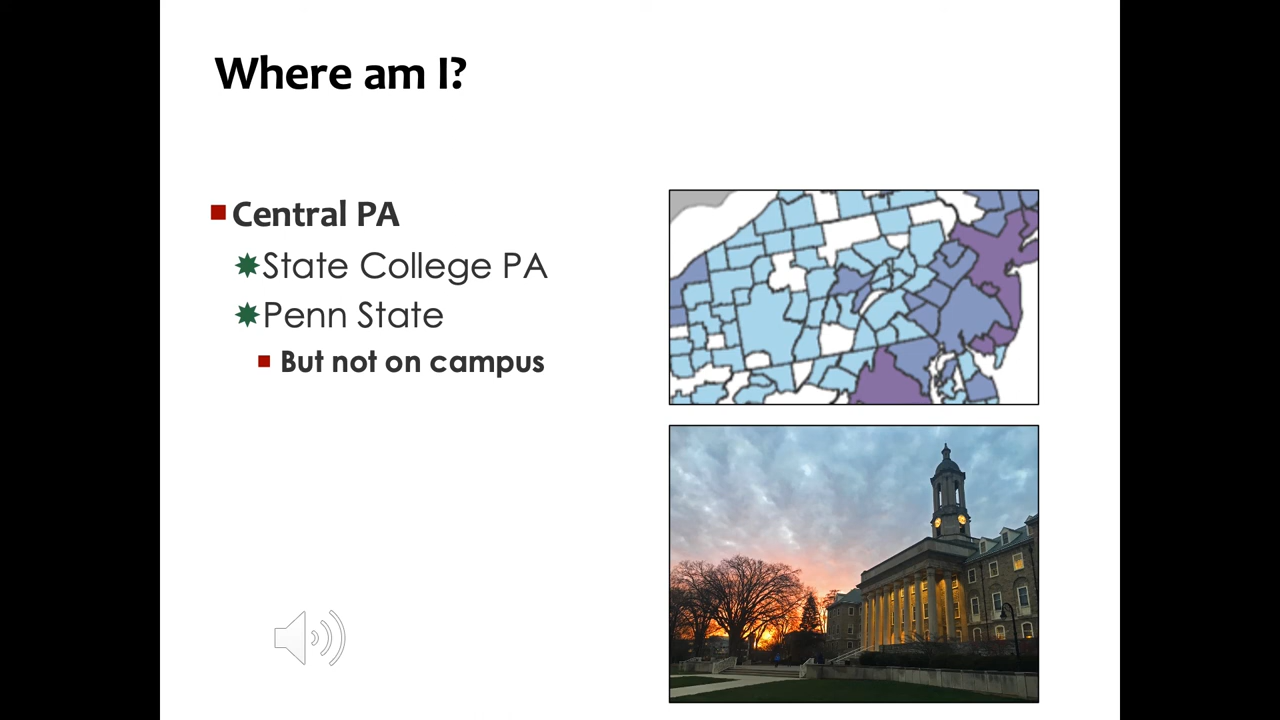 Where am I?
Central PA
State College PA
Penn State
But not on campus